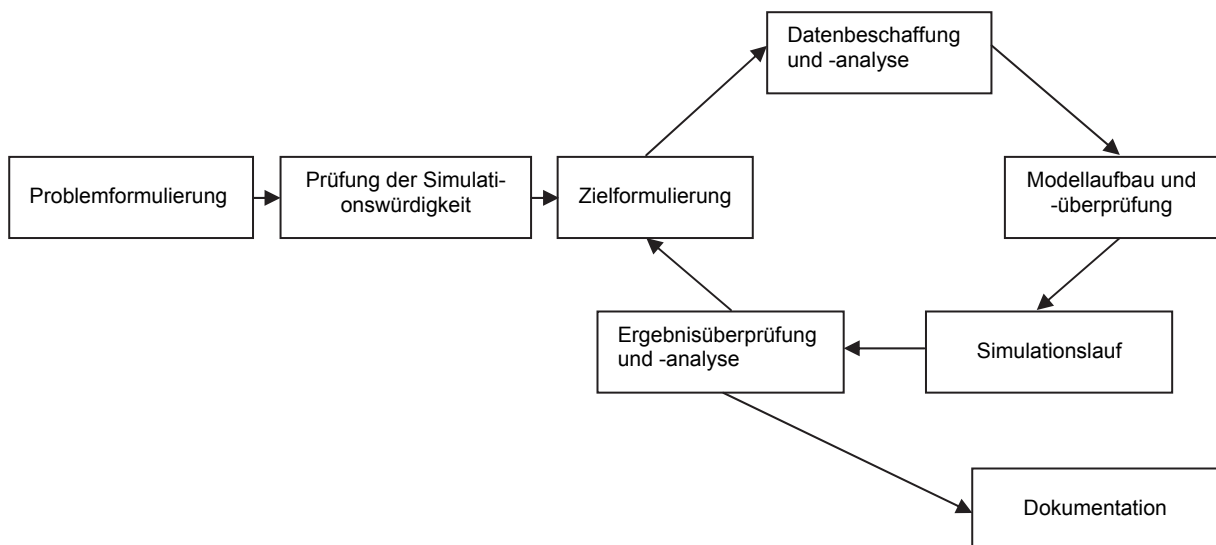 Problemformulierung
Prüfung der Simulati-
onswürdigkeit
Zielformulierung
Datenbeschaffung
und -analyse
Modellaufbau und
-überprüfung
Simulationslauf
Ergebnisüberprüfung
und -analyse
Dokumentation